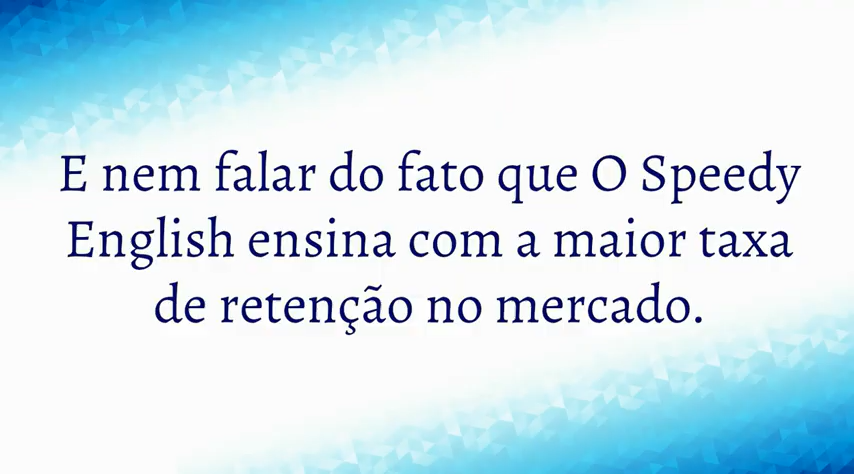 E nem falar do fato que O Speedy
English ensina com a maior taxa
de retenção no mercado.